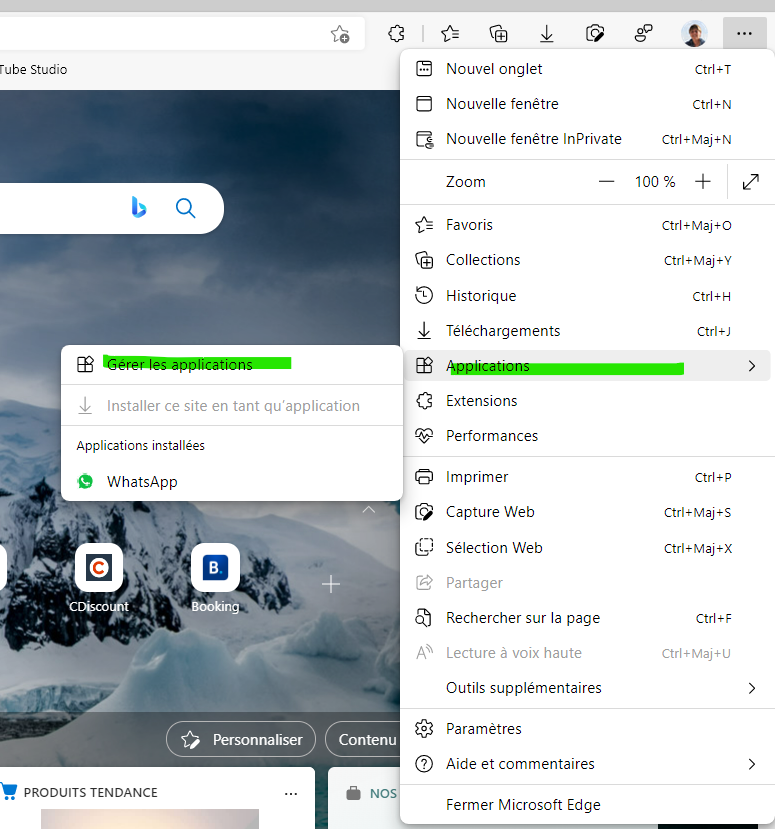 Tube Studio
Nouvel onglet Ctrl+T
Nouvelle fenêtre Ctrl+N
Nouvelle fenêtre InPrivate Ctrl+Maj+N
Zoom — 100 % +
Favoris Ctrl+Maj+O
Collections Ctrl+Maj+Y
Historique Ctrl+H
Téléchargements Ctrl+J
Applications
Extensions
Performances
Imprimer Ctrl+P
Capture Web Ctrl+Maj+S
Sélection Web Ctrl+Maj+X
Partager
Rechercher sur la page Ctrl+F
Lecture à voix haute Ctrl+Maj+U
Outils supplémentaires
Paramètres
Aide et commentaires
Fermer Microsoft Edge
Gérer les applications
Installer ce site en tant qu’application
Applications installées
WhatsApp
C
B.
CDiscount
Booking
Personnaliser
Contenu
PRODUITS TENDANCE
NOS